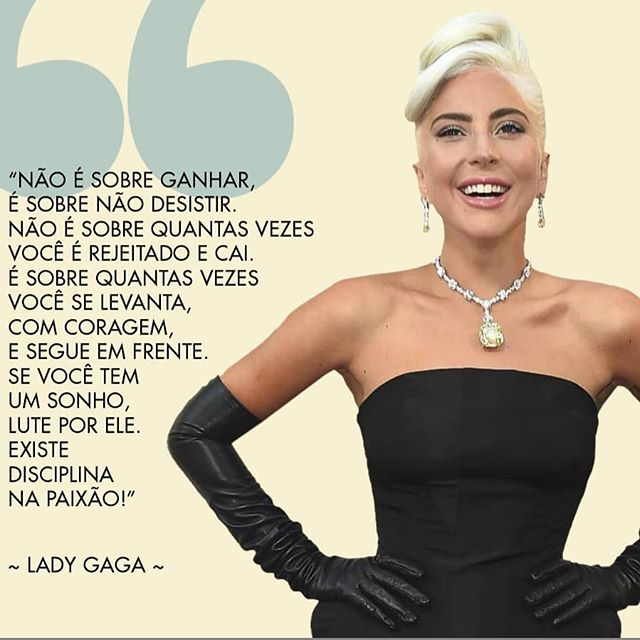 “NÃO É SOBRE GANHAR,
É SOBRE NÃO DESISTIR.
NÃO É SOBRE QUANTAS VEZES
VOCÊ É REJEITADO E CAI.
É SOBRE QUANTAS VEZES
VOCÊ SE LEVANTA,
COM CORAGEM,
E SEGUE EM FRENTE.
SE VOCÊ TEM
UM SONHO,
LUTE POR ELE.
EXISTE
DISCIPLINA
NA PAIXÃO!”
~ LADY GAGA ~